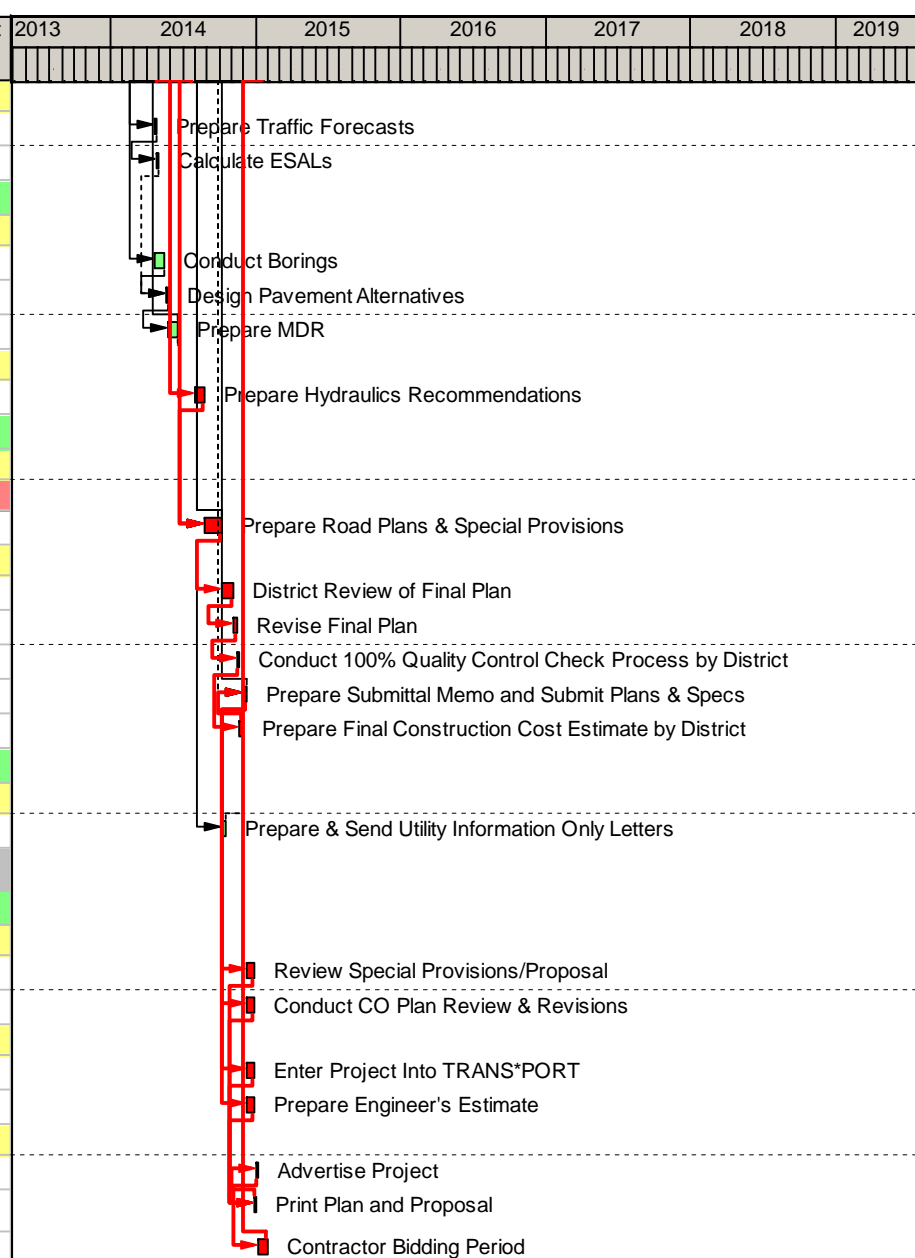 2013 2014 2015 2016 2017 2018 2019
Prepare Traffic Forecasts
Calculate ESALs
Conduct Borings
Design Pavement Alternatives
Prepare MDR
Prepare Hydraulics Recommendations
Prepare Road Plans & Special Provisions
District Review of Final Plan
Revise Final Plan
Conduct 100% Quality Control Check Process by District
Prepare Submittal Memo and Submit Plans & Specs
Prepare Final Construction Cost Estimate by District
Prepare & Send Utility Information Only Letters
Review Special Provisions/Proposal
Conduct CO Plan Review & Revisions
Enter Project Into TRANS*PORT
Prepare Engineer's Estimate
Advertise Project
Print Plan and Proposal
Contractor Bidding Period